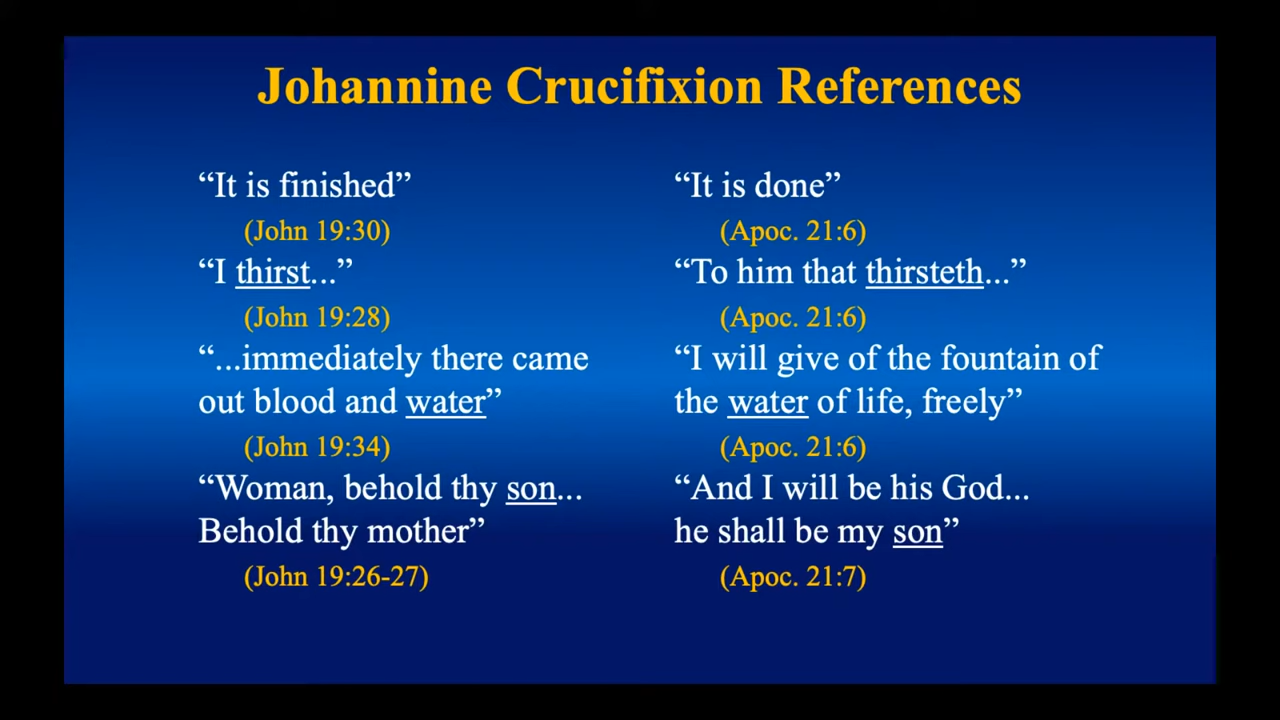 Johannine Crucifixion References
“It is finished”
(John 19:30)
“I thirst...”
(John 19:28)
“...immediately there came
out blood and water”
(John 19:34)
“Woman, behold thy son...
Behold thy mother”
(John 19:26-27)
“It is done”
(Apoc. 21:6)
“To him that thirsteth...”
(Apoc. 21:6)
“I will give of the fountain of
the water of life, freely”
(Apoc. 21:6)
“And I will be his God...
he shall be my son”
(Apoc. 21:7)